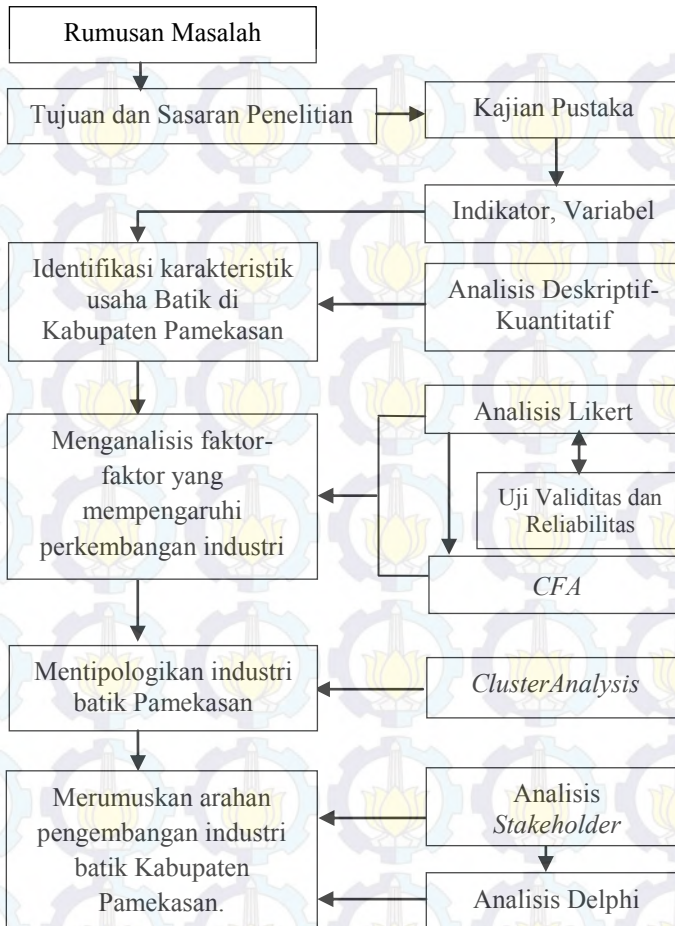 Rumusan Masalah
Tujuan dan Sasaran Penelitian
Kajian Pustaka
Indikator, Variabel
Identifikasi karakteristik
usaha Batik di
Kabupaten Pamekasan
Analisis Deskriptif-
Kuantitatif
Menganalisis faktor-
faktor yang
mempengaruhi
perkembangan industri
Analisis Likert
Uji Validitas dan
Reliabilitas
CFA
Mentipologikan industri
batik Pamekasan
ClusterAnalysis
Merumuskan arahan
pengembangan industri
batik Kabupaten
Pamekasan.
Analisis
Stakeholder
Analisis Delphi